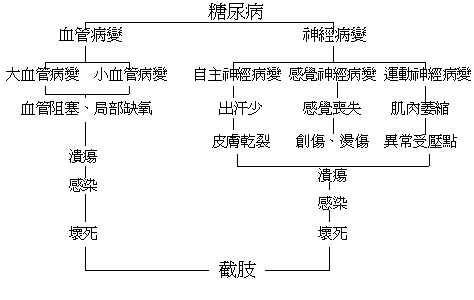 糖尿病
血管病變 神經病變
大血管病變 小血管病變 自主神經病變 感覺神經病變 運動神經病變
血管阻塞、局部缺氧 出汗少 感覺喪失 肌肉萎縮
皮膚乾裂 創傷、燙傷 異常受壓點
潰瘍 潰瘍
感染 感染
壞死 壞死
截肢